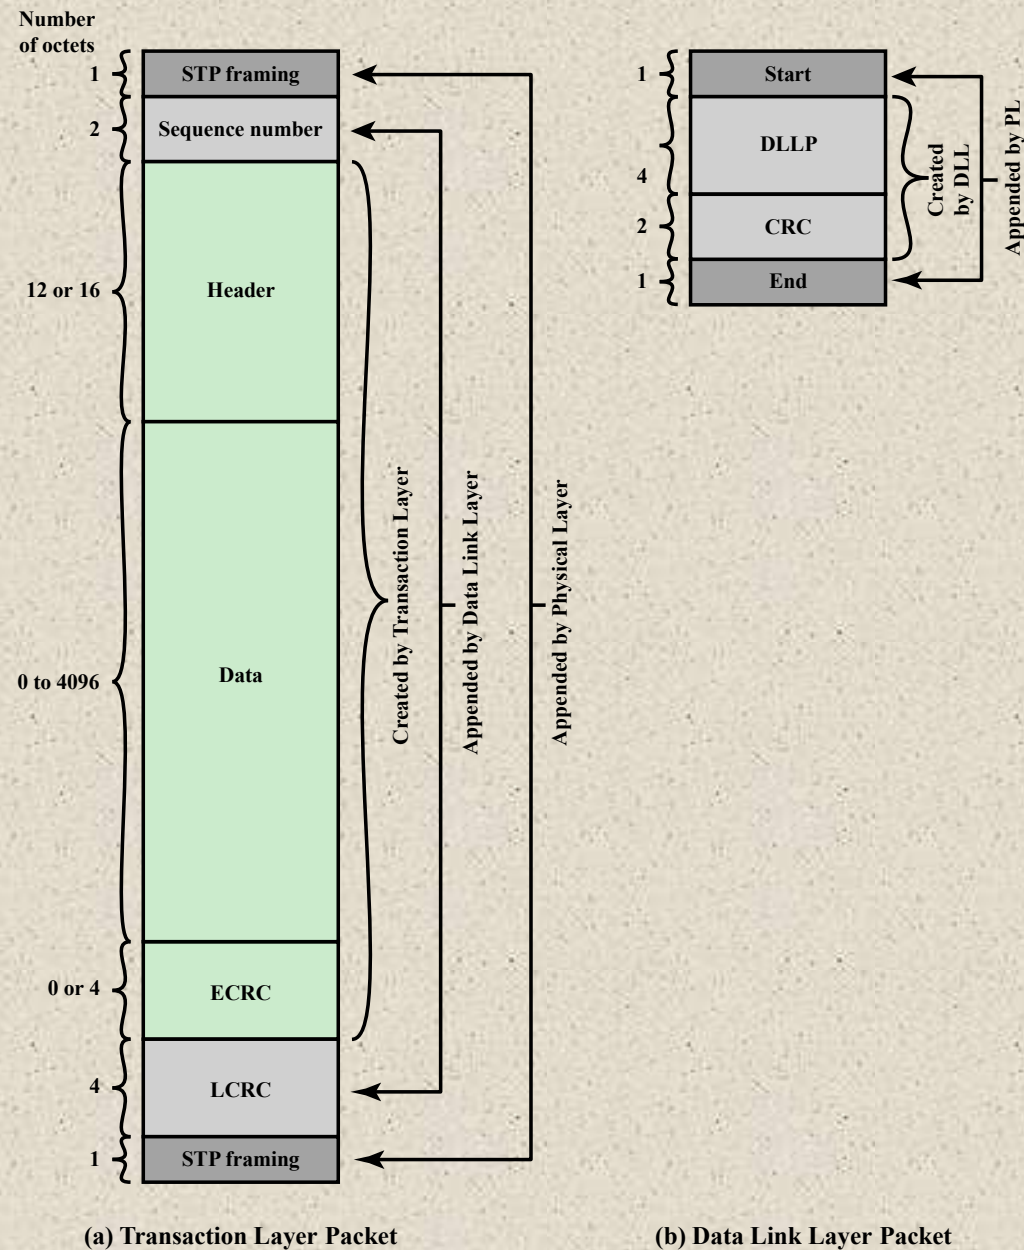 Number
of octets
1
STP framing
2
Sequence number
12 or 16
Header
0 to 4096
Data
0 or 4
ECRC
4
LCRC
1
STP framing
Created by Transaction Layer
Appended by Data Link Layer
Appended by Physical Layer
(a) Transaction Layer Packet
1
Start
4
DLLP
2
CRC
1
End
Created
by DLL
Appended by PL
(b) Data Link Layer Packet